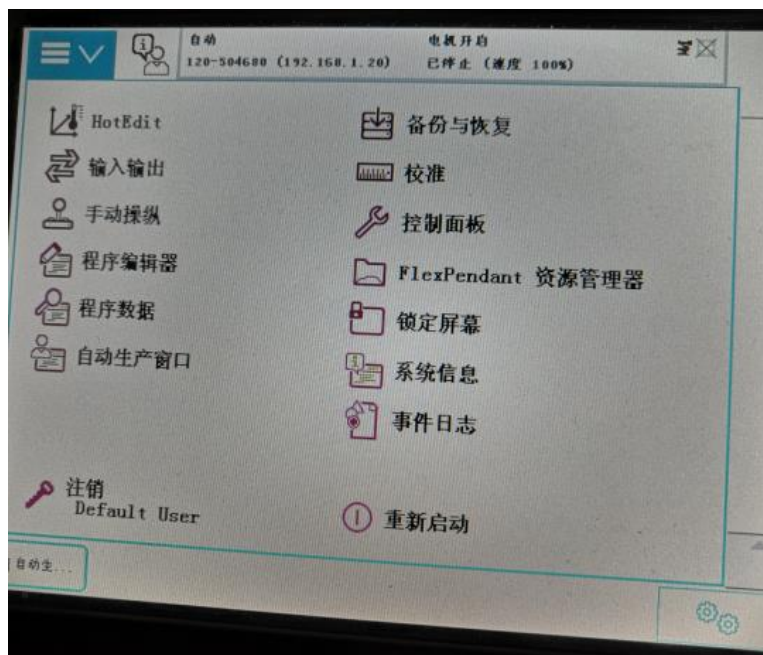 自动
120-504680 (192.168.1.20)
电机开启
已停止 (速度 100%)
HotEdit
输入输出
手动操纵
程序编辑器
程序数据
自动生产窗口
备份与恢复
校准
控制面板
FlexPendant 资源管理器
锁定屏幕
系统信息
事件日志
注销
Default User
重新启动
自动生...